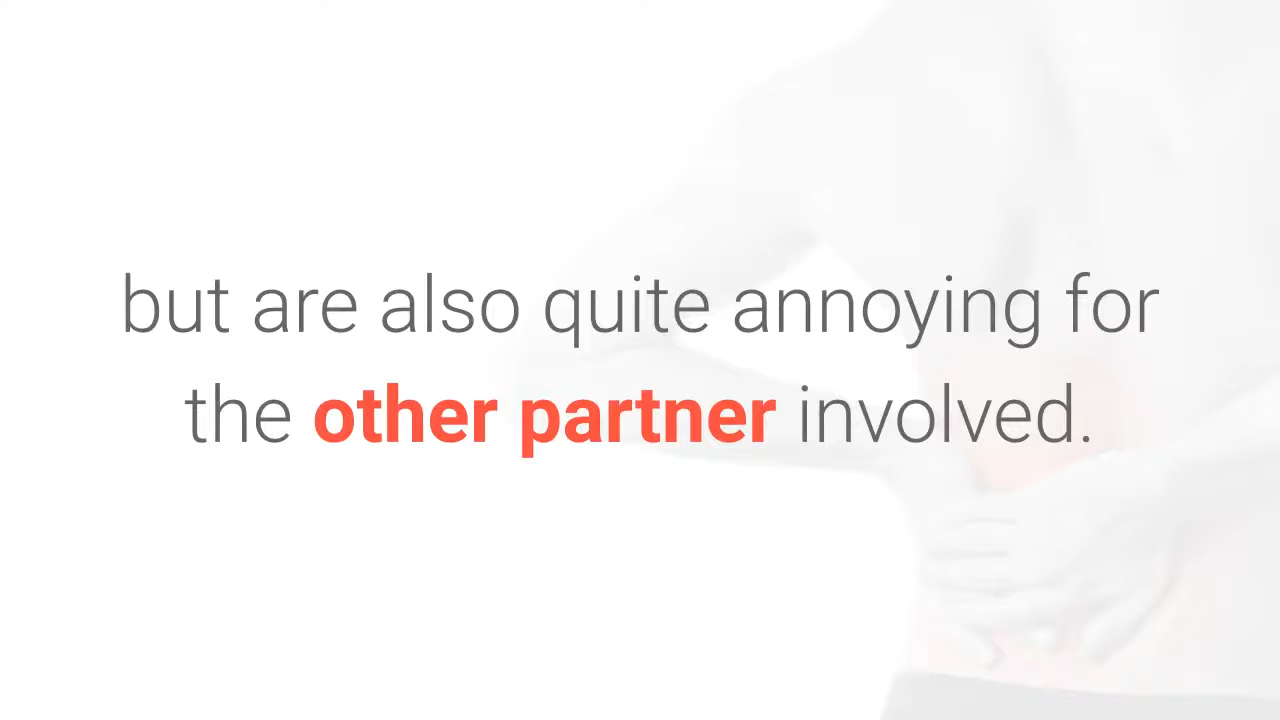 but are also quite annoying for
the other partner involved.